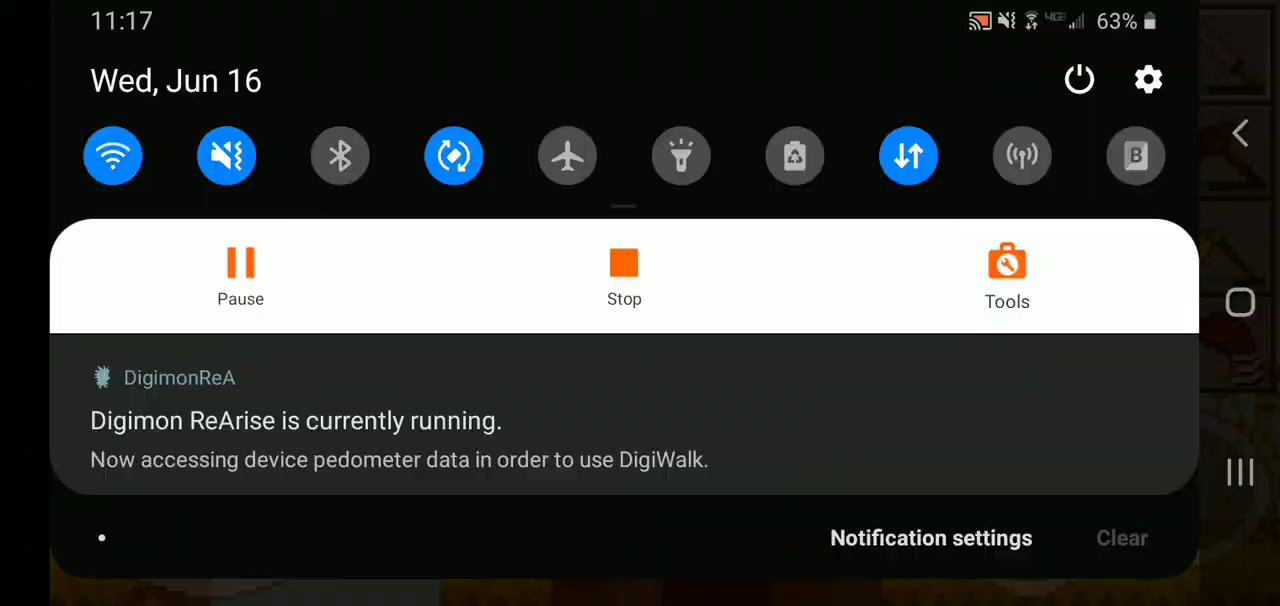 11:17
4GE 63%
Wed, Jun 16
B
Pause
Stop
Tools
DigimonReA
Digimon ReArise is currently running.
Now accessing device pedometer data in order to use DigiWalk.
Notification settings
Clear